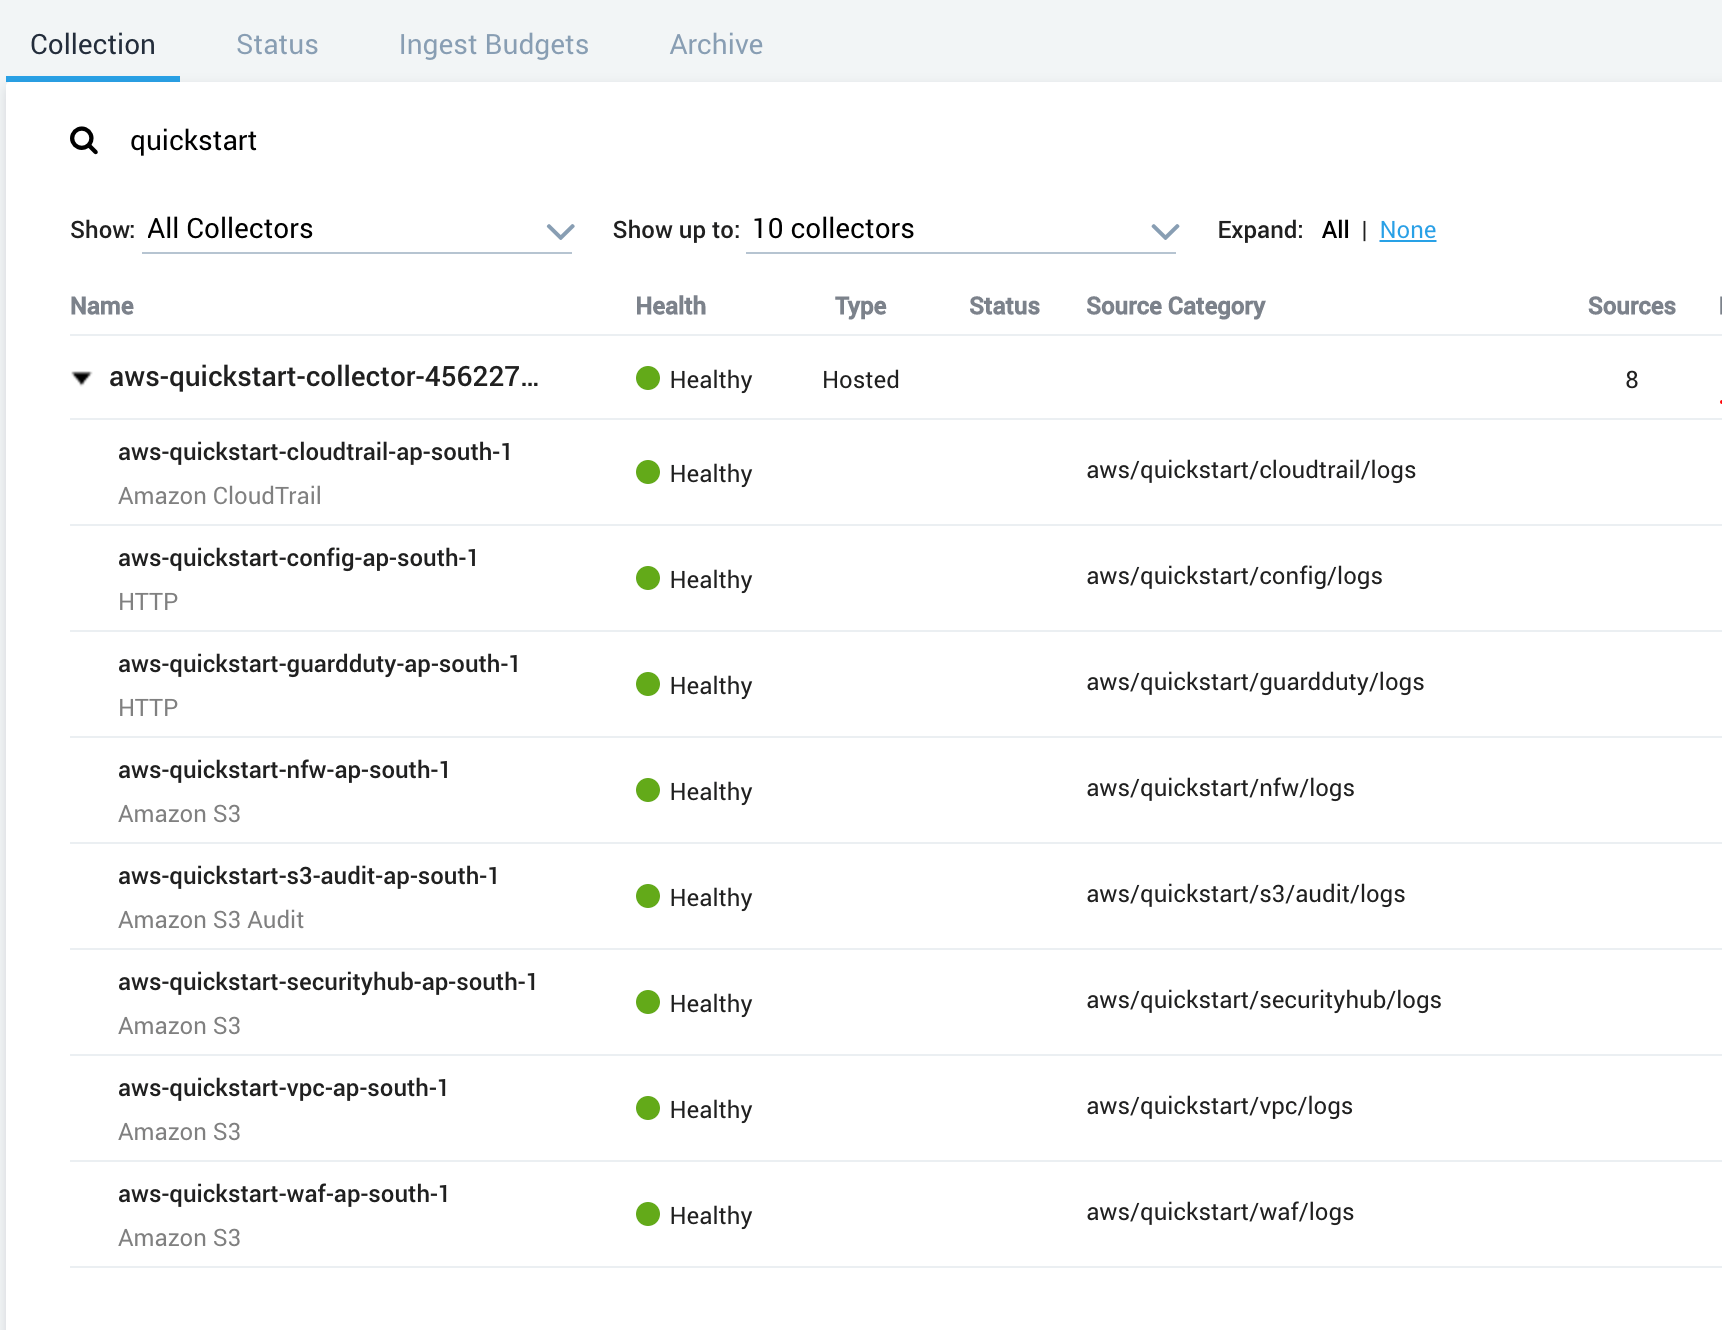 Collection Status Ingest Budgets Archive
quickstart
Show: All Collectors Show up to: 10 collectors Expand: All | None
Name Health Type Status Source Category Sources
aws-quickstart-collector-456227... Healthy Hosted 8
aws-quickstart-cloudtrail-ap-south-1 Healthy aws/quickstart/cloudtrail/logs
Amazon CloudTrail
aws-quickstart-config-ap-south-1 Healthy aws/quickstart/config/logs
HTTP
aws-quickstart-guardduty-ap-south-1 Healthy aws/quickstart/guardduty/logs
HTTP
aws-quickstart-nfw-ap-south-1 Healthy aws/quickstart/nfw/logs
Amazon S3
aws-quickstart-s3-audit-ap-south-1 Healthy aws/quickstart/s3/audit/logs
Amazon S3 Audit
aws-quickstart-securityhub-ap-south-1 Healthy aws/quickstart/securityhub/logs
Amazon S3
aws-quickstart-vpc-ap-south-1 Healthy aws/quickstart/vpc/logs
Amazon S3
aws-quickstart-waf-ap-south-1 Healthy aws/quickstart/waf/logs
Amazon S3